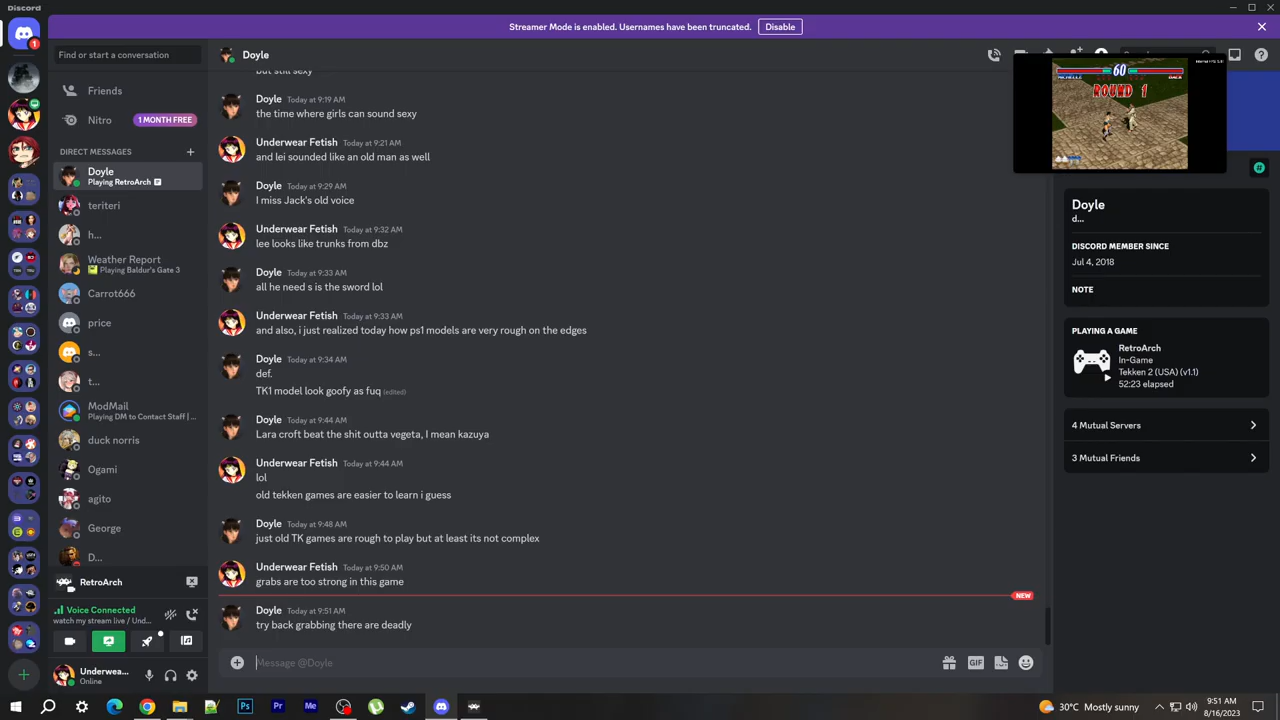 Discord
Streamer Mode is enabled. Usernames have been truncated.
Disable
1
Find or start a conversation
Friends
Nitro
1 MONTH FREE
DIRECT MESSAGES
Doyle
Playing RetroArch
teriteri
h...
Weather Report
Playing Baldur's Gate 3
Carrot666
price
s...
t...
ModMail
Playing DM to Contact Staff | ...
duck norris
Ogami
agito
George
D...
RetroArch
Voice Connected
watch my stream live / Und...
Underwea...
Online
Doyle
but still sexy
Doyle Today at 9:19 AM
the time where girls can sound sexy
Underwear Fetish Today at 9:21 AM
and lei sounded like an old man as well
Doyle Today at 9:29 AM
I miss Jack's old voice
Underwear Fetish Today at 9:32 AM
lee looks like trunks from dbz
Doyle Today at 9:33 AM
all he need s is the sword lol
Underwear Fetish Today at 9:33 AM
and also, i just realized today how ps1 models are very rough on the edges
Doyle Today at 9:34 AM
def.
TK1 model look goofy as fuq (edited)
Doyle Today at 9:44 AM
Lara croft beat the shit outta vegeta, I mean kazuya
Underwear Fetish Today at 9:44 AM
lol
old tekken games are easier to learn i guess
Doyle Today at 9:48 AM
just old TK games are rough to play but at least its not complex
Underwear Fetish Today at 9:50 AM
grabs are too strong in this game
NEW
Doyle Today at 9:51 AM
try back grabbing there are deadly
Message @Doyle
GIF
60
MICHELLE
JACK
ROUND 1
Doyle
d...
DISCORD MEMBER SINCE
Jul 4, 2018
NOTE
PLAYING A GAME
RetroArch
In-Game
Tekken 2 (USA) (v1.1)
52:23 elapsed
4 Mutual Servers
3 Mutual Friends
Ps
Pr
Me
30°C Mostly sunny
9:51 AM
8/16/2023